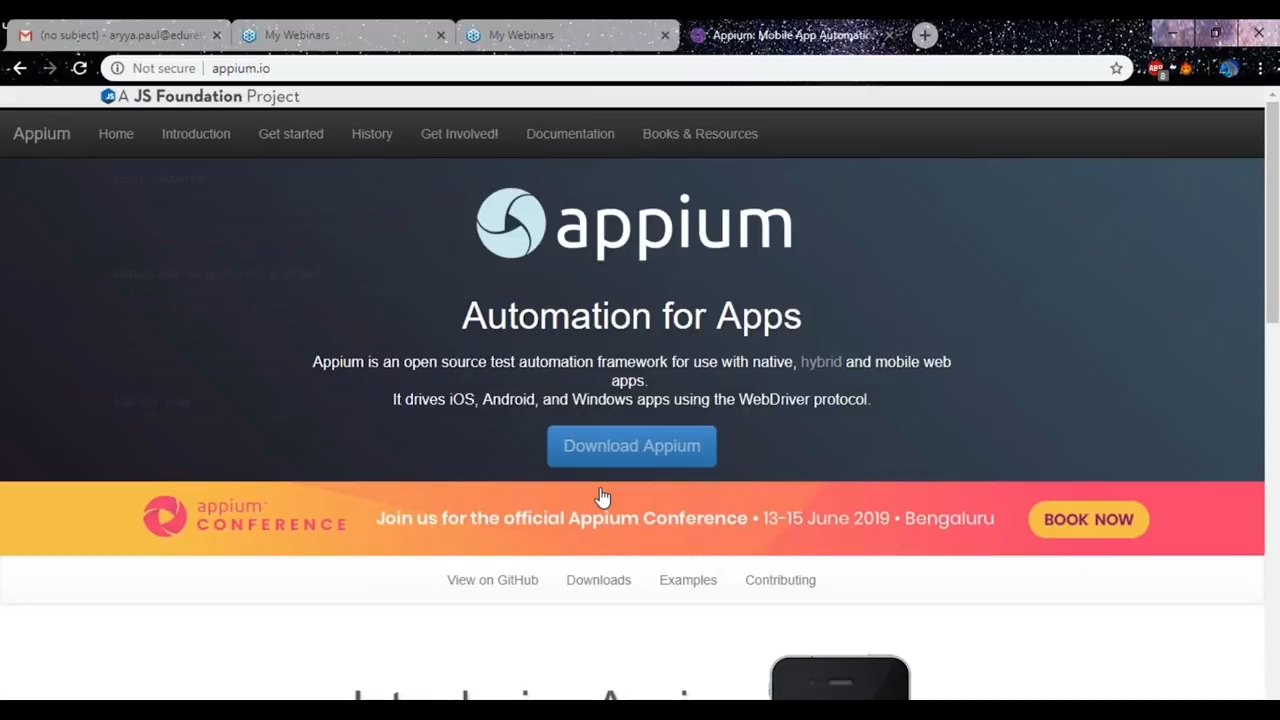 (no subject) - aryya.paul@edure
My Webinars
My Webinars
Appium: Mobile App Automatic
Not secure
appium.io
8
JS A JS Foundation Project
Appium
Home
Introduction
Get started
History
Get Involved!
Documentation
Books & Resources
appium
Automation for Apps
Appium is an open source test automation framework for use with native, hybrid and mobile web
apps.
It drives iOS, Android, and Windows apps using the WebDriver protocol.
Download Appium
appium™
CONFERENCE
Join us for the official Appium Conference • 13-15 June 2019 • Bengaluru
BOOK NOW
View on GitHub
Downloads
Examples
Contributing